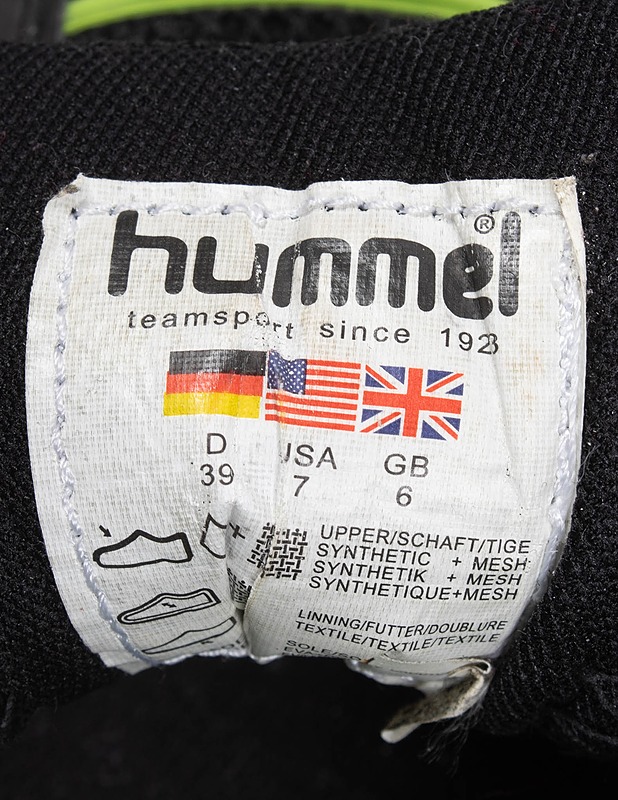 hummel®
teamsport since 1923
D USA GB
39 7 6
UPPER/SCHAFT/TIGE
SYNTHETIC + MESH
SYNTHETIK + MESH
SYNTHETIQUE+MESH
LINNING/FUTTER/DOUBLURE
TEXTILE/TEXTILE/TEXTILE